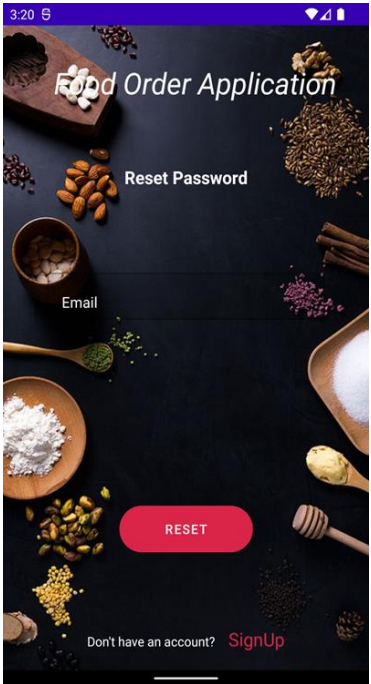 3:20
Food Order Application
Reset Password
Email
RESET
Don't have an account? SignUp